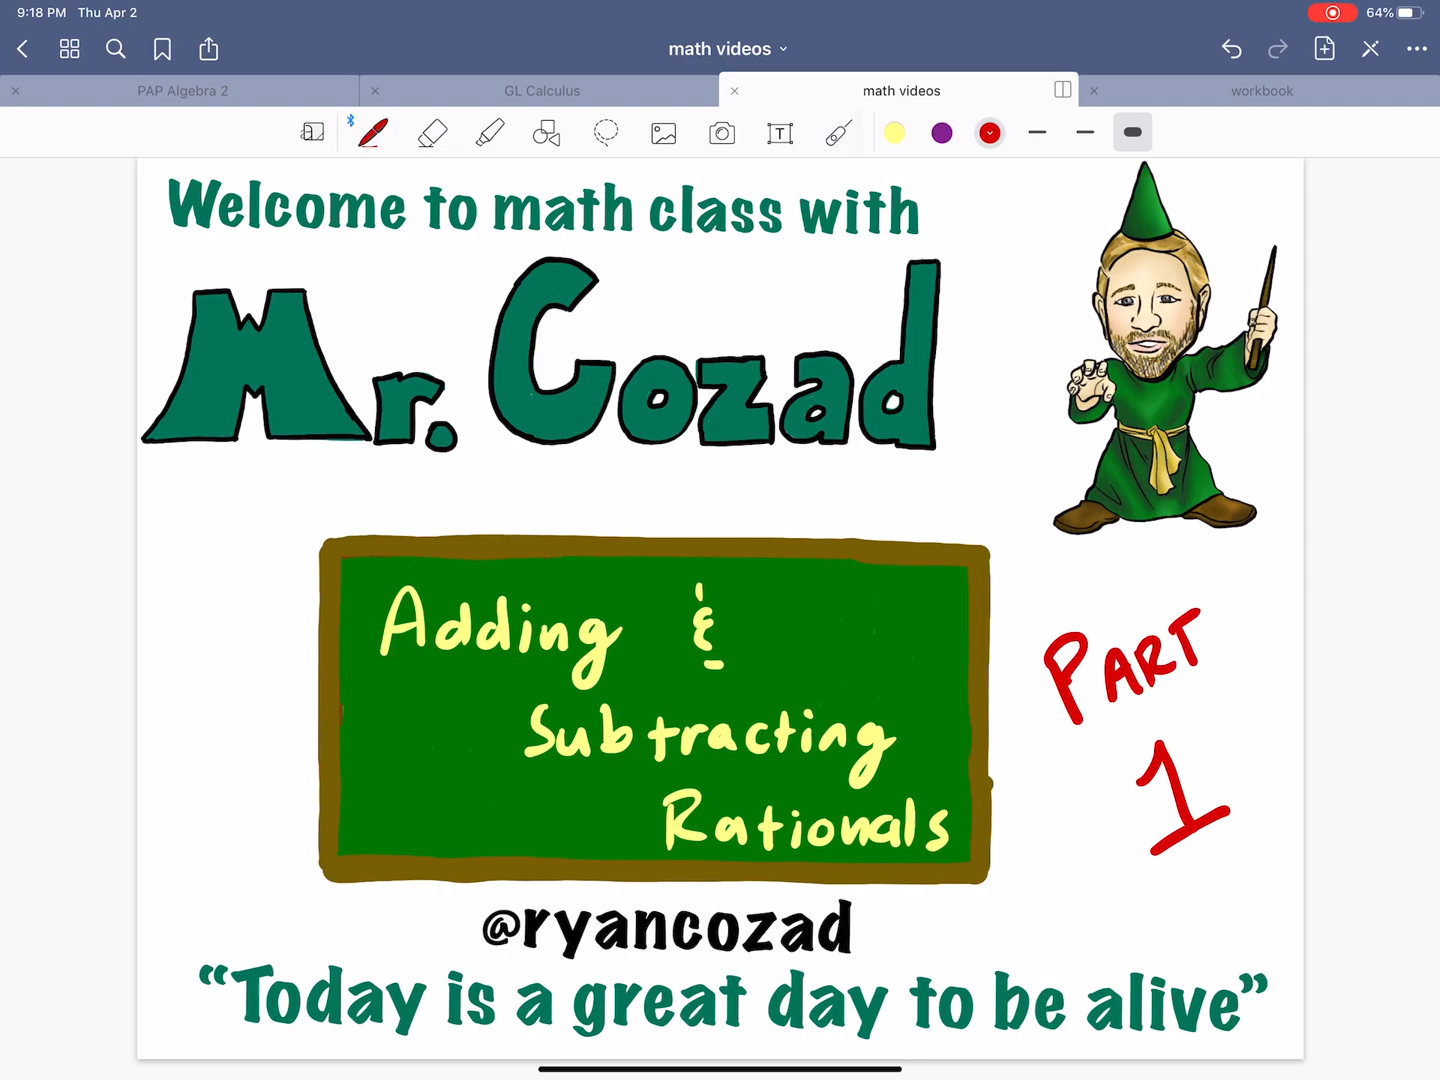 9:18 PM Thu Apr 2
64%
math videos
PAP Algebra 2
GL Calculus
math videos
workbook
Welcome to math class with
Mr. Cozad
Adding &
Subtracting
Rationals
PART
1
@ryancozad
“Today is a great day to be alive”